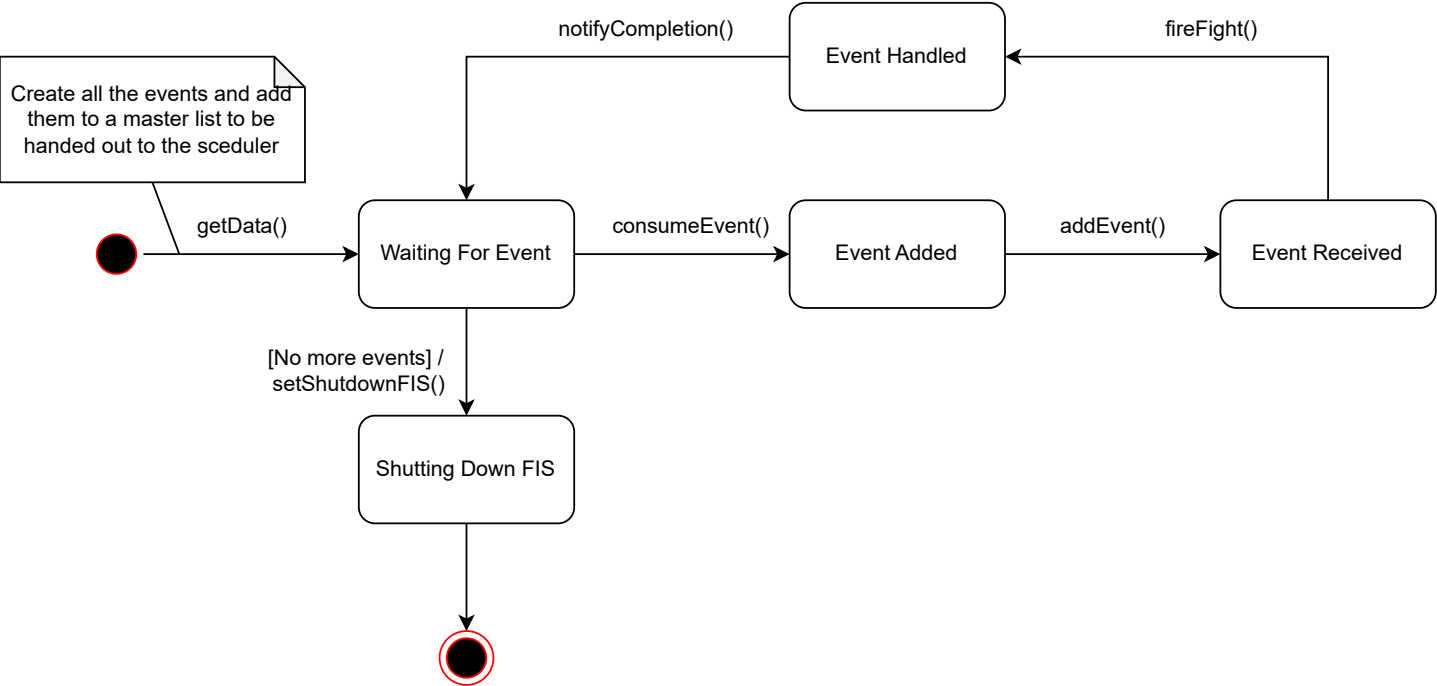 notifyCompletion()
Event Handled
fireFight()
Create all the events and add
them to a master list to be
handed out to the sceduler
getData()
Waiting For Event
consumeEvent()
Event Added
addEvent()
Event Received
[No more events] /
setShutdownFIS()
Shutting Down FIS